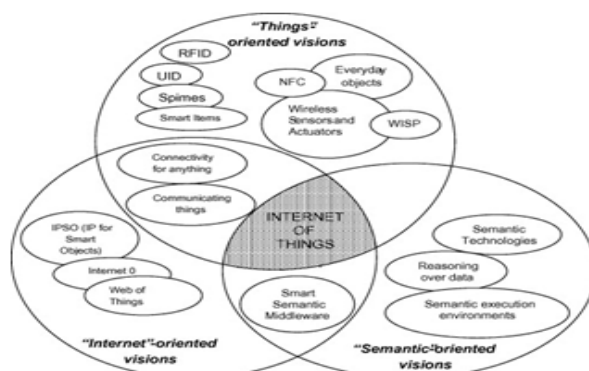 "Things"-
oriented visions
RFID
UID
Spimes
Smart Items
NFC
Everyday
objects
Wireless
Sensors and
Actuators
WISP
Connectivity
for anything
Communicating
things
INTERNET
OF
THINGS
IPSO (IP for
Smart
Objects)
Internet 0
Web of
Things
Smart
Semantic
Middleware
Semantic
Technologies
Reasoning
over data
Semantic execution
environments
"Internet"-oriented
visions
"Semantic"-oriented
visions